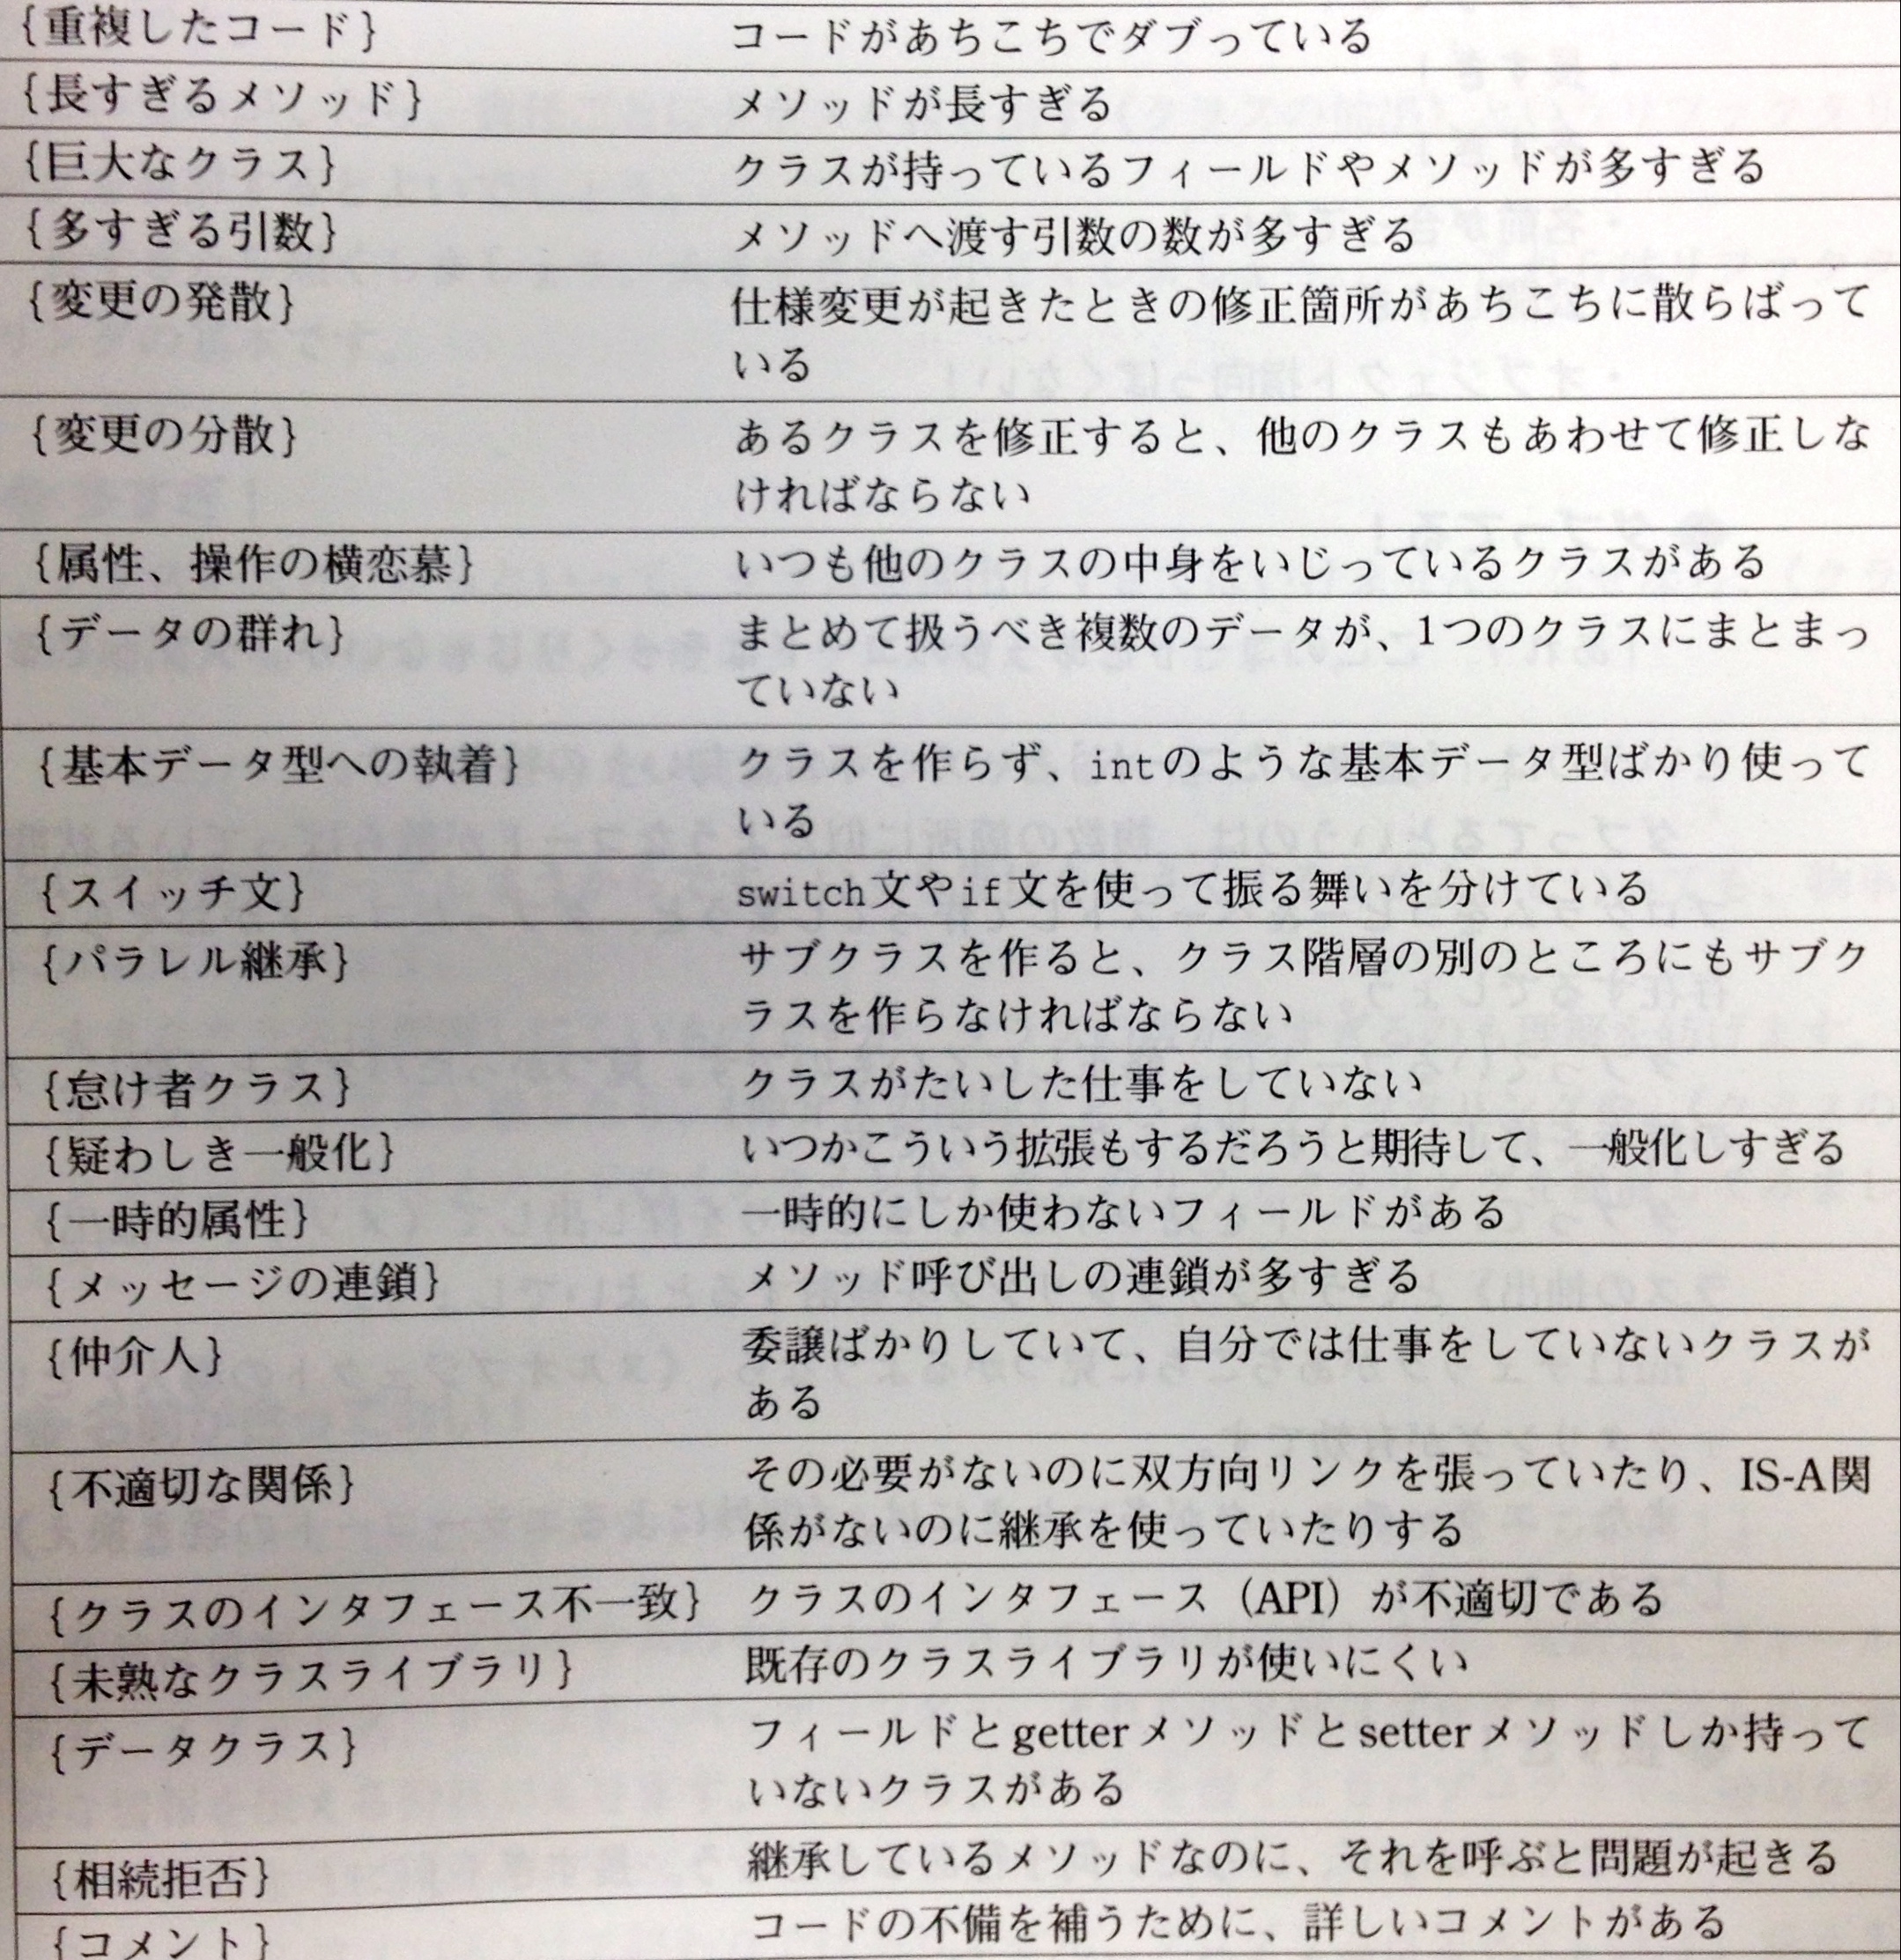 {重複したコード} コードがあちこちでダブっている
{長すぎるメソッド} メソッドが長すぎる
{巨大なクラス} クラスが持っているフィールドやメソッドが多すぎる
{多すぎる引数} メソッドへ渡す引数の数が多すぎる
{変更の発散} 仕様変更が起きたときの修正箇所があちこちに散らばって
いる
{変更の分散} あるクラスを修正すると、他のクラスもあわせて修正しな
ければならない
{属性、操作の横恋慕} いつも他のクラスの中身をいじっているクラスがある
{データの群れ} まとめて扱うべき複数のデータが、1つのクラスにまとまっ
ていない
{基本データ型への執着} クラスを作らず、intのような基本データ型ばかり使って
いる
{スイッチ文} switch文やif文を使って振る舞いを分けている
{パラレル継承} サブクラスを作ると、クラス階層の別のところにもサブク
ラスを作らなければならない
{怠け者クラス} クラスがたいした仕事をしていない
{疑わしき一般化} いつかこういう拡張もするだろうと期待して、一般化しすぎる
{一時的属性} 一時的にしか使わないフィールドがある
{メッセージの連鎖} メソッド呼び出しの連鎖が多すぎる
{仲介人} 委譲ばかりしていて、自分では仕事をしていないクラスが
ある
{不適切な関係} その必要がないのに双方向リンクを張っていたり、IS-A関
係がないのに継承を使っていたりする
{クラスのインタフェース不一致} クラスのインタフェース（API）が不適切である
{未熟なクラスライブラリ} 既存のクラスライブラリが使いにくい
{データクラス} フィールドとgetterメソッドとsetterメソッドしか持って
いないクラスがある
{相続拒否} 継承しているメソッドなのに、それを呼ぶと問題が起きる
{コメント} コードの不備を補うために、詳しいコメントがある